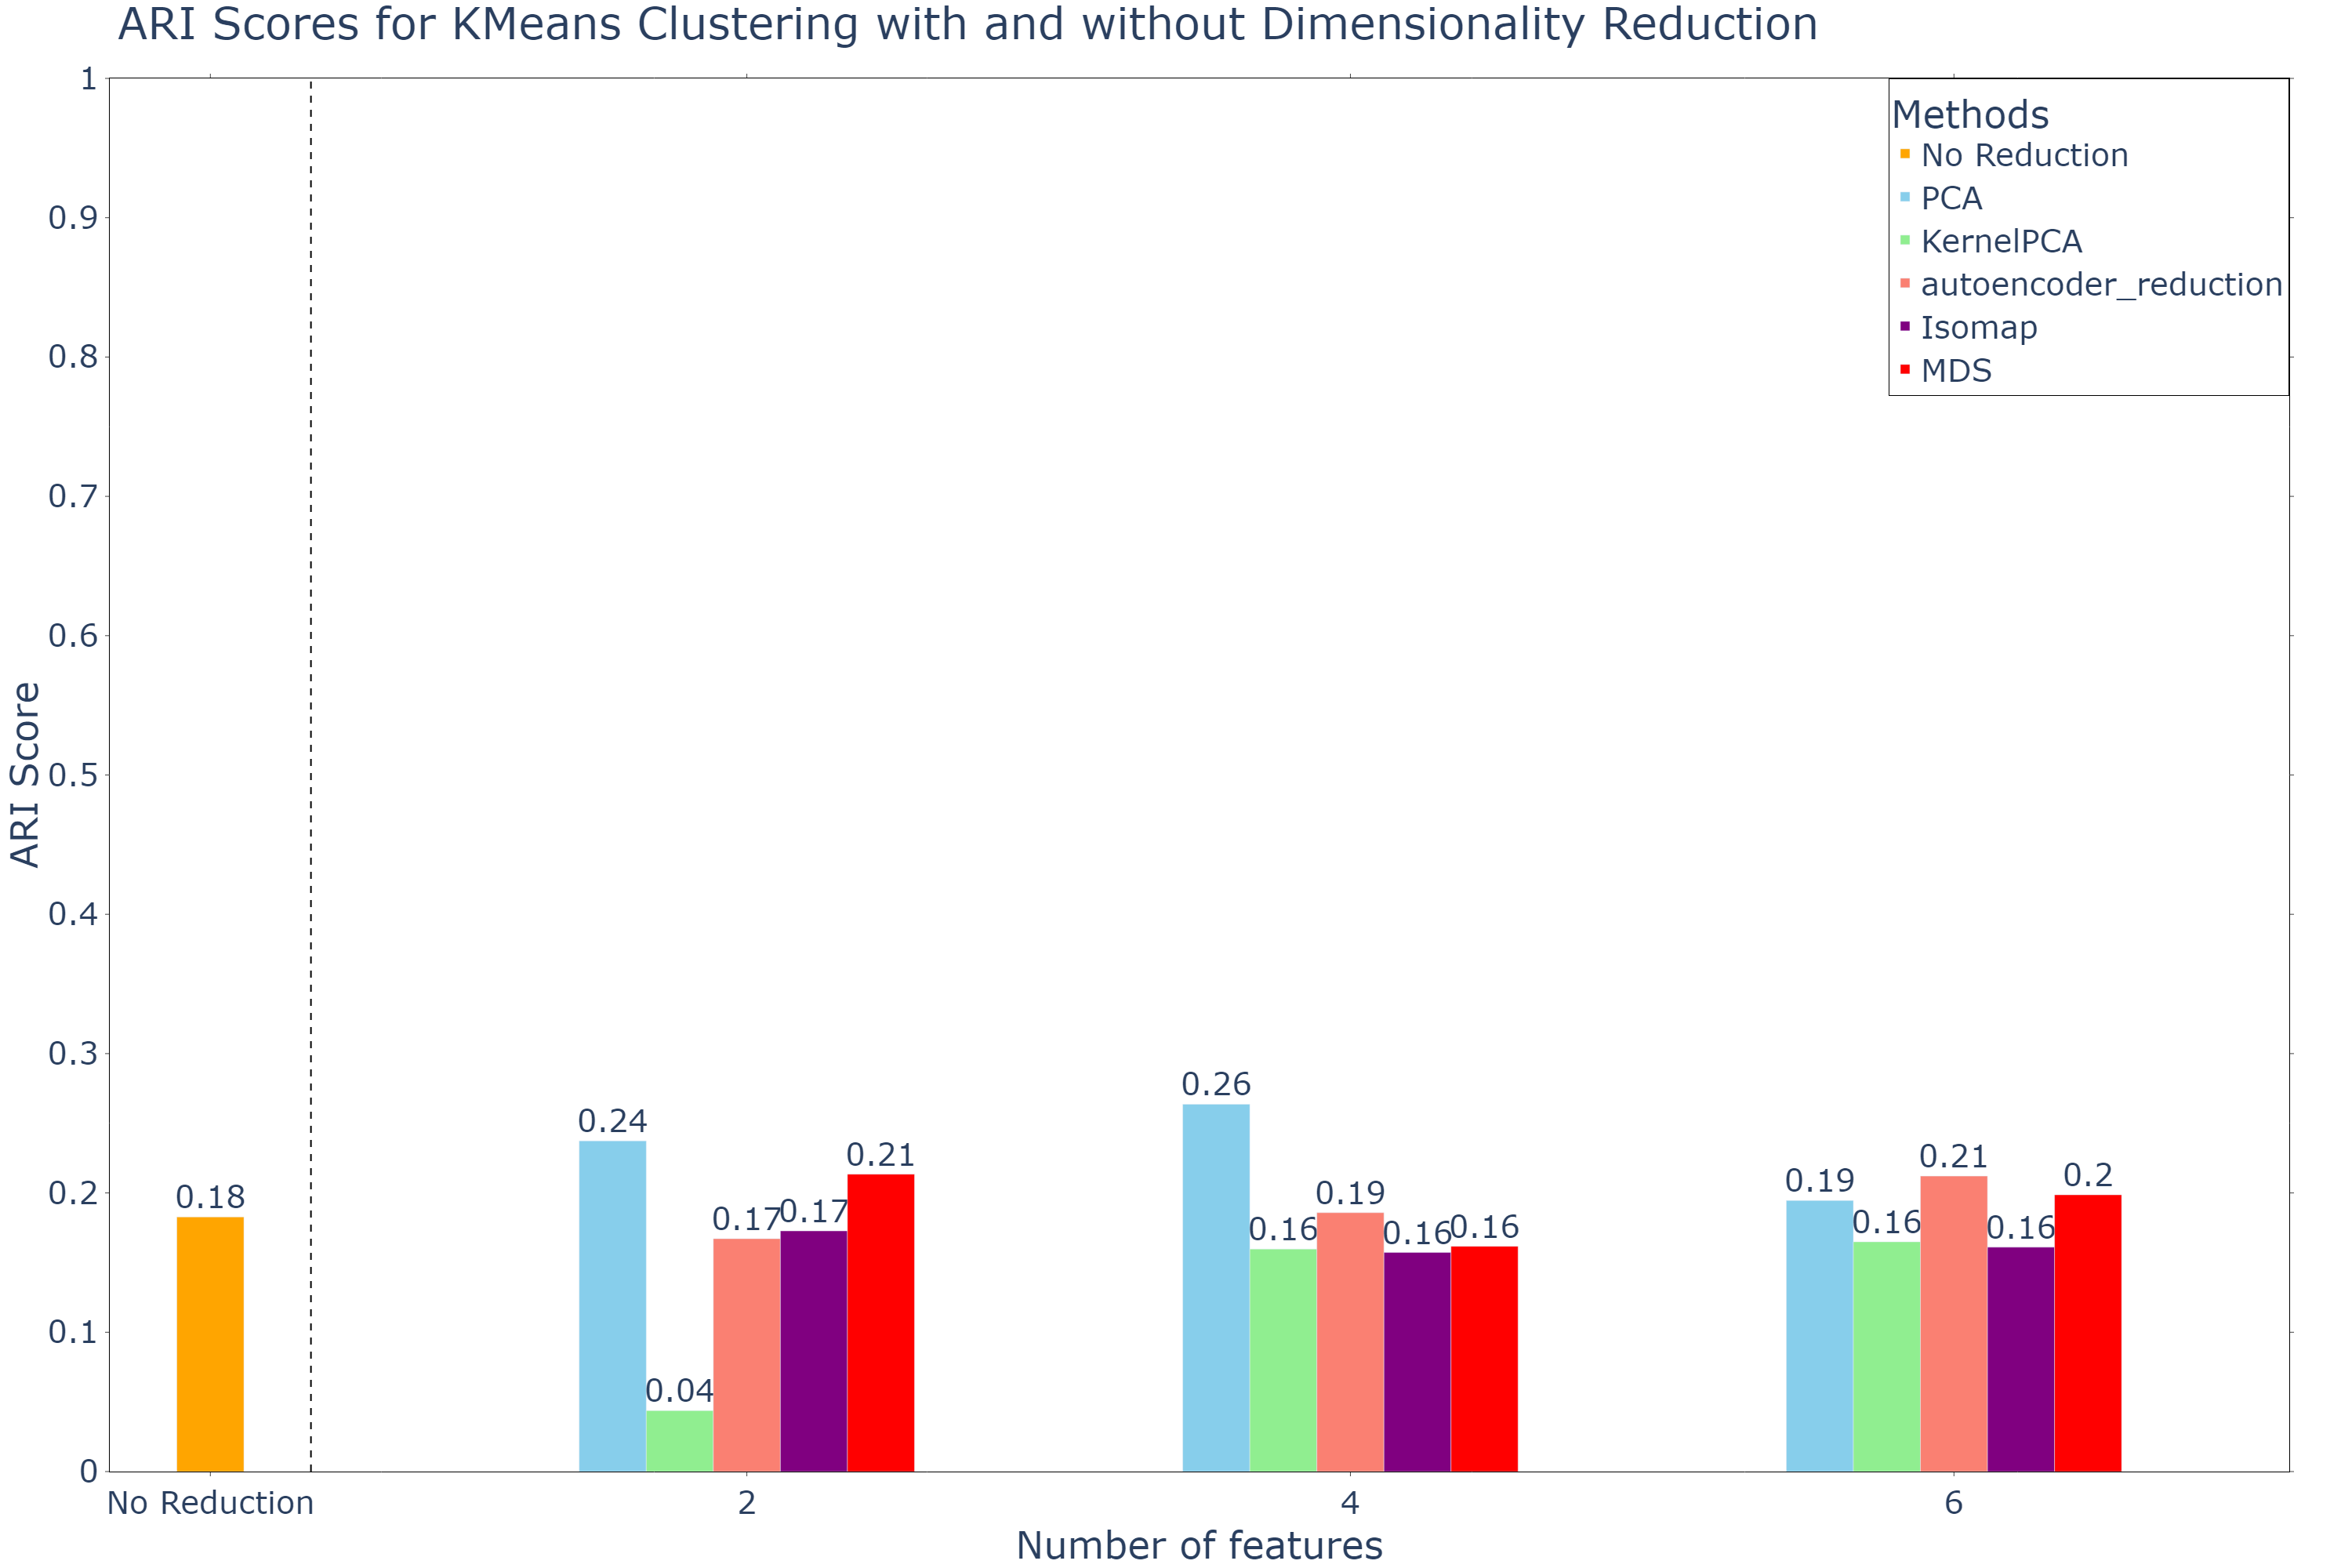 ARI Scores for KMeans Clustering with and without Dimensionality Reduction
Methods
No Reduction
PCA
KernelPCA
autoencoder_reduction
Isomap
MDS
ARI Score
1
0.9
0.8
0.7
0.6
0.5
0.4
0.3
0.2
0.1
0
0.18
0.24
0.04
0.17
0.17
0.21
0.26
0.16
0.19
0.16
0.16
0.19
0.16
0.21
0.16
0.2
No Reduction
2
4
6
Number of features